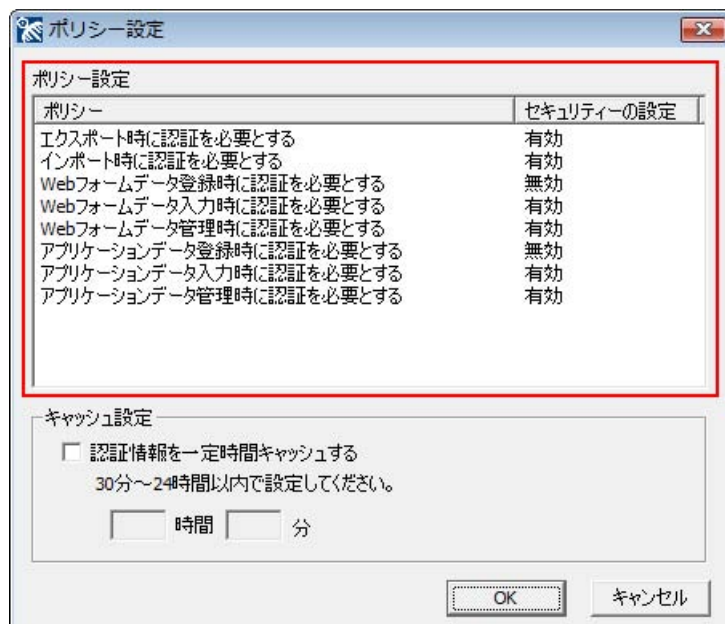 ポリシー設定
ポリシー設定
ポリシー セキュリティーの設定
エクスポート時に認証を必要とする 有効
インポート時に認証を必要とする 有効
Webフォームデータ登録時に認証を必要とする 無効
Webフォームデータ入力時に認証を必要とする 有効
Webフォームデータ管理時に認証を必要とする 有効
アプリケーションデータ登録時に認証を必要とする 無効
アプリケーションデータ入力時に認証を必要とする 有効
アプリケーションデータ管理時に認証を必要とする 有効
キャッシュ設定
認証情報を一定時間キャッシュする
30分～24時間以内で設定してください。
時間 分
OK キャンセル